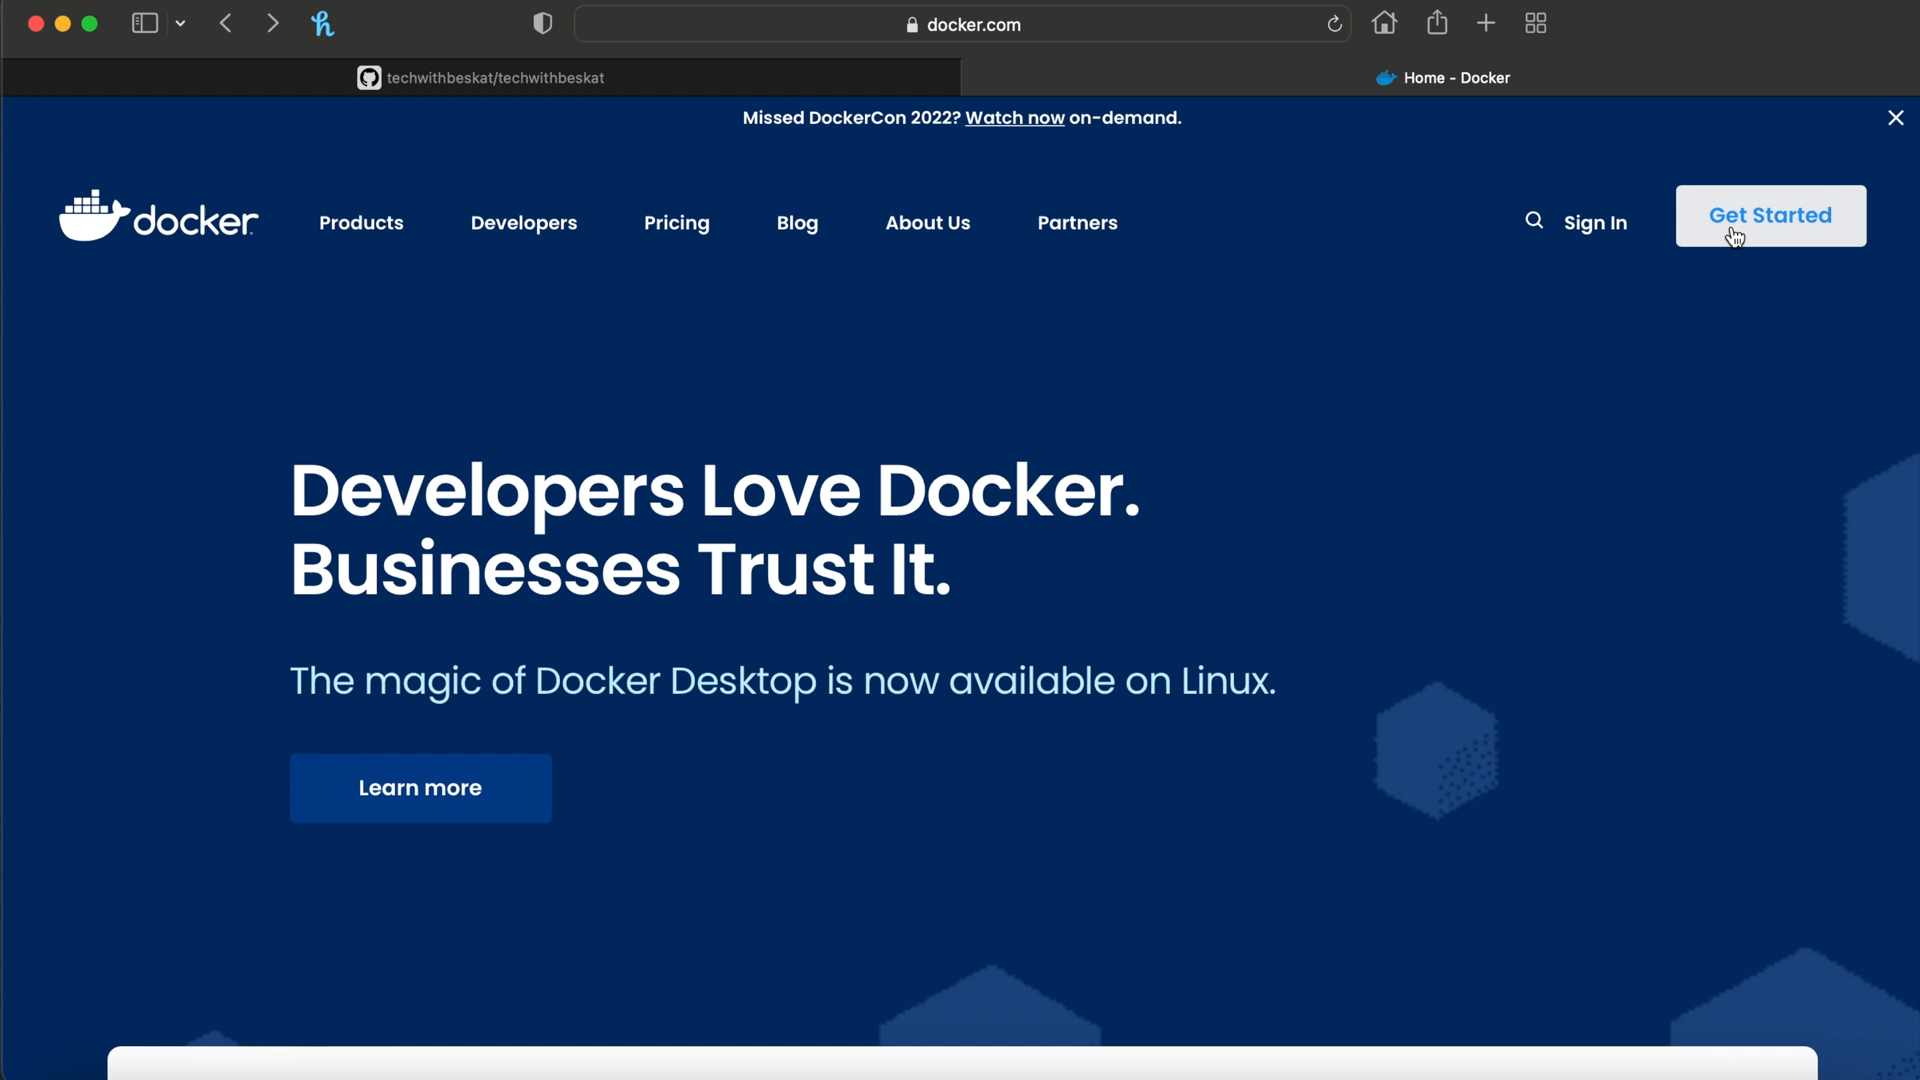 docker.com
techwithbeskat/techwithbeskat
Home - Docker
Missed DockerCon 2022? Watch now on-demand.
docker
Products
Developers
Pricing
Blog
About Us
Partners
Sign In
Get Started
Developers Love Docker.
Businesses Trust It.
The magic of Docker Desktop is now available on Linux.
Learn more